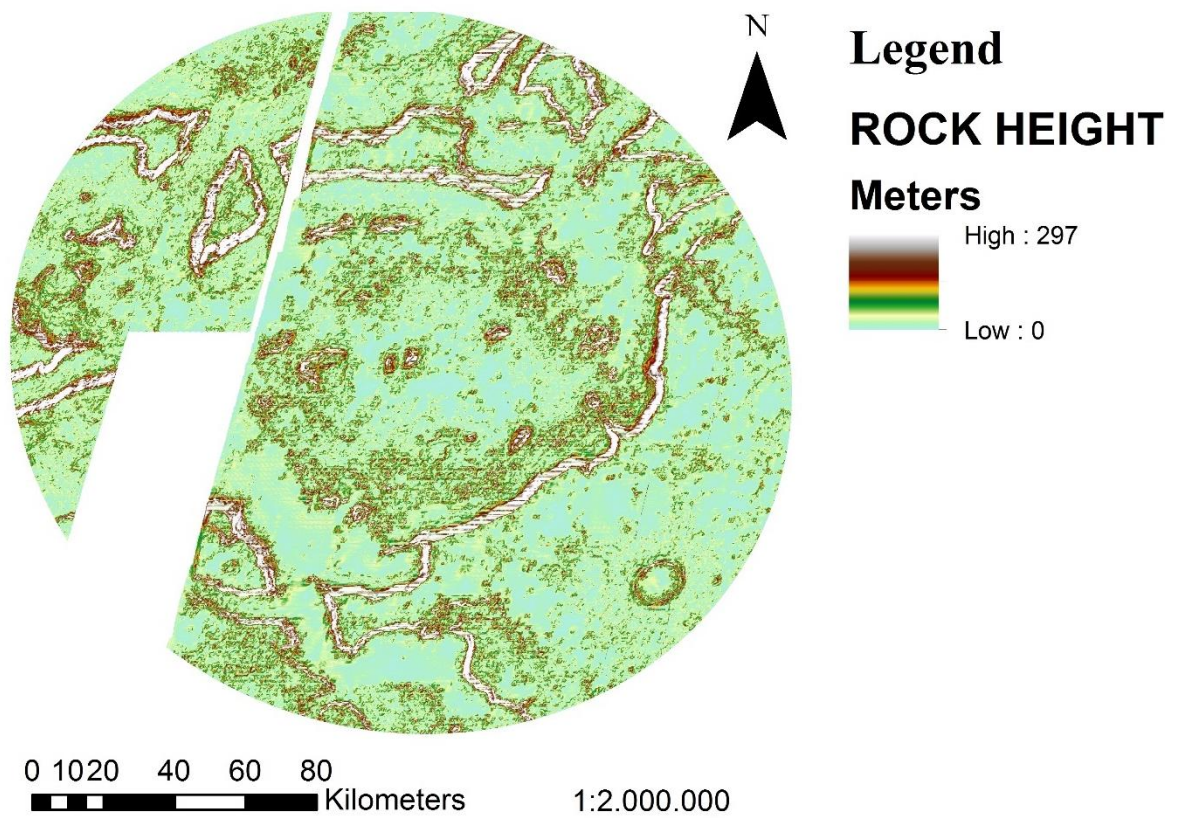 N
Legend
ROCK HEIGHT
Meters
High : 297
Low : 0
0 10 20 40 60 80
Kilometers
1:2.000.000